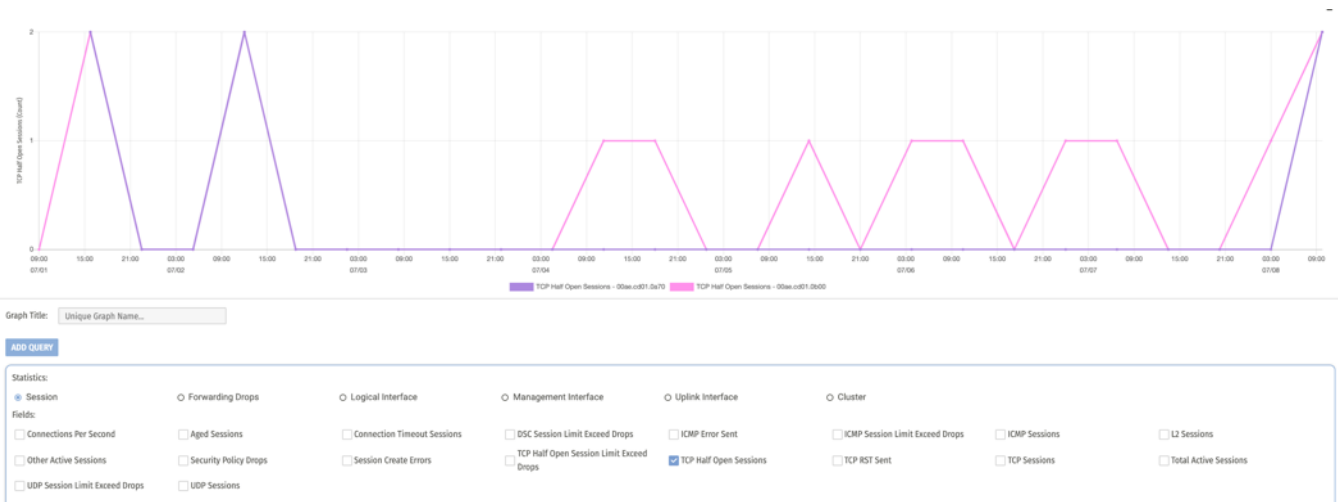 2
1
0
TCP Half Open Sessions (Count)
09:00 15:00 21:00 03:00 09:00 15:00 21:00 03:00 09:00 15:00 21:00 03:00 09:00 15:00 21:00 03:00 09:00 15:00 21:00 03:00 09:00 15:00 21:00 03:00 09:00 15:00 21:00 03:00 09:00
07/01 07/02 07/03 07/04 07/05 07/06 07/07 07/08
TCP Half Open Sessions - 00ae.cd01.0a70 TCP Half Open Sessions - 00ae.cd01.0b00
Graph Title: Unique Graph Name...
ADD QUERY
Statistics:
Session Forwarding Drops Logical Interface Management Interface Uplink Interface Cluster
Fields:
Connections Per Second Aged Sessions Connection Timeout Sessions DSC Session Limit Exceed Drops ICMP Error Sent ICMP Session Limit Exceed Drops ICMP Sessions L2 Sessions
Other Active Sessions Security Policy Drops Session Create Errors TCP Half Open Session Limit Exceed
Drops TCP Half Open Sessions TCP RST Sent TCP Sessions Total Active Sessions
UDP Session Limit Exceed Drops UDP Sessions